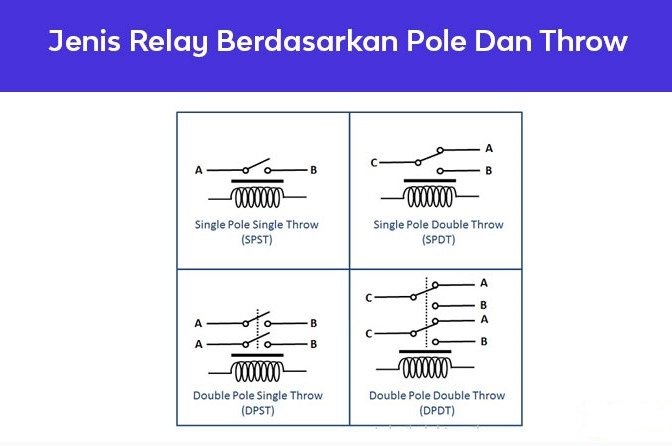 Jenis Relay Berdasarkan Pole Dan Throw
A B
Single Pole Single Throw
(SPST)
A
C
B
Single Pole Double Throw
(SPDT)
A B
A B
Double Pole Single Throw
(DPST)
A
C
B
A
C
B
Double Pole Double Throw
(DPDT)